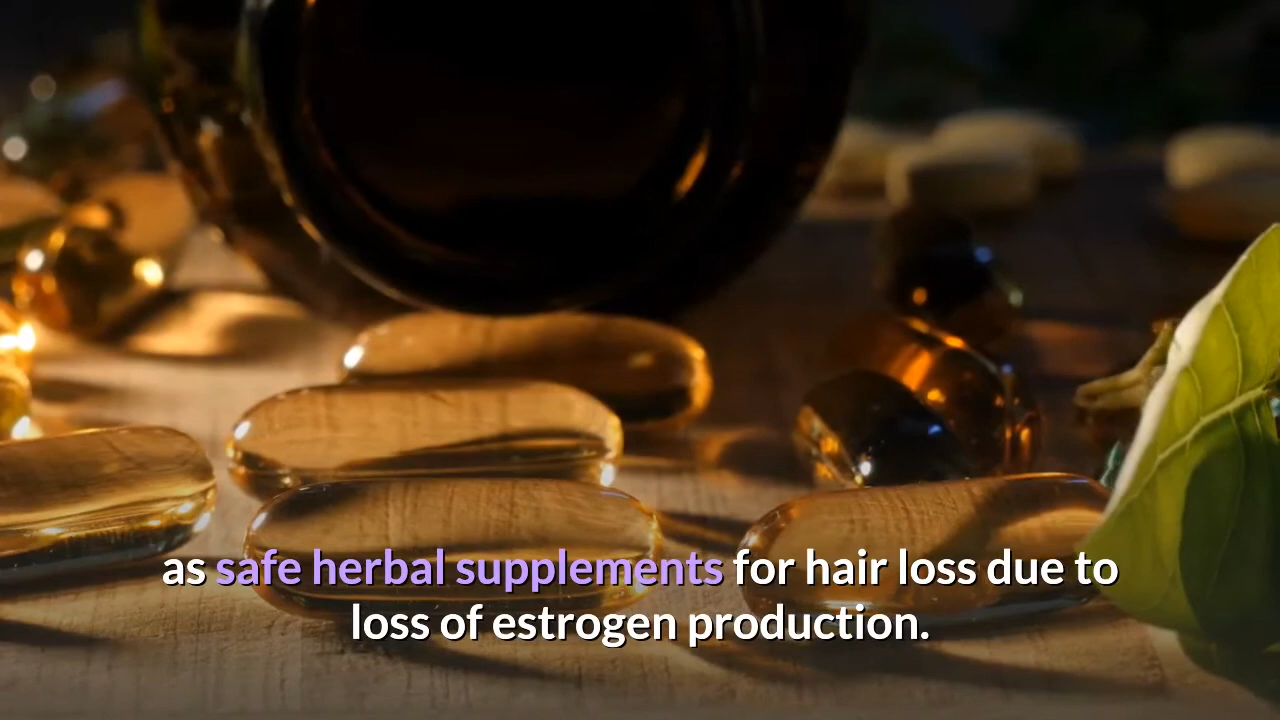 as safe herbal supplements for hair loss due to
loss of estrogen production.